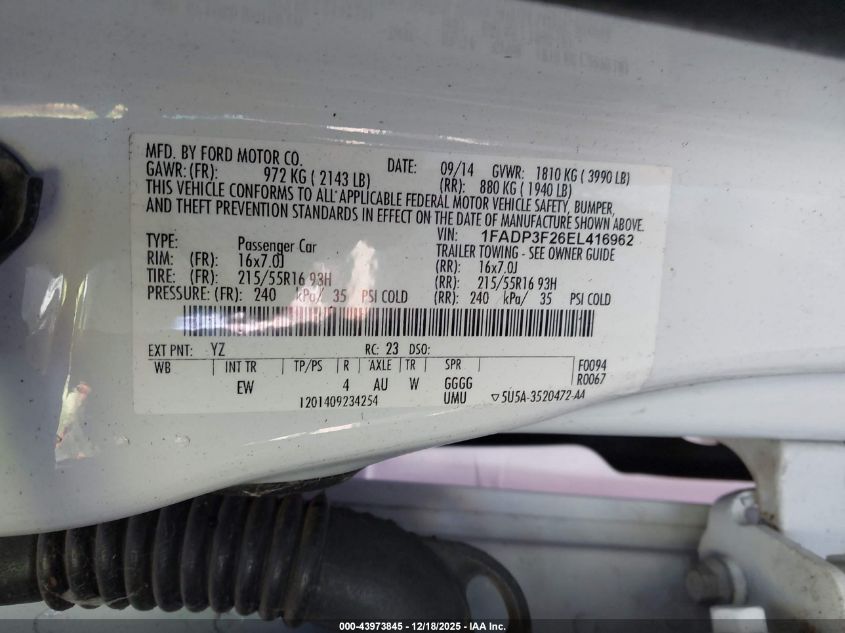 MFD. BY FORD MOTOR CO. DATE: 09/14 GVWR: 1810 KG ( 3990 LB)
GAWR: (FR): 972 KG ( 2143 LB) (RR): 880 KG ( 1940 LB)
THIS VEHICLE CONFORMS TO ALL APPLICABLE FEDERAL MOTOR VEHICLE SAFETY, BUMPER,
AND THEFT PREVENTION STANDARDS IN EFFECT ON THE DATE OF MANUFACTURE SHOWN ABOVE.
VIN: 1FADP3F26EL416962
TYPE: Passenger Car TRAILER TOWING - SEE OWNER GUIDE
RIM: (FR): 16x7.0J (RR): 16x7.0J
TIRE: (FR): 215/55R16 93H (RR): 215/55R16 93H
PRESSURE: (FR): 240 kPa/ 35 PSI COLD (RR): 240 kPa/ 35 PSI COLD
EXT PNT: YZ RC: 23 DSO:
WB INT TR TP/PS R AXLE TR SPR F0094
EW 4 AU W GGGG R0067
1201409234254 UMU ▽5U5A-3520472-AA
000-43973845 / 12/18/2025 - IAA Inc.